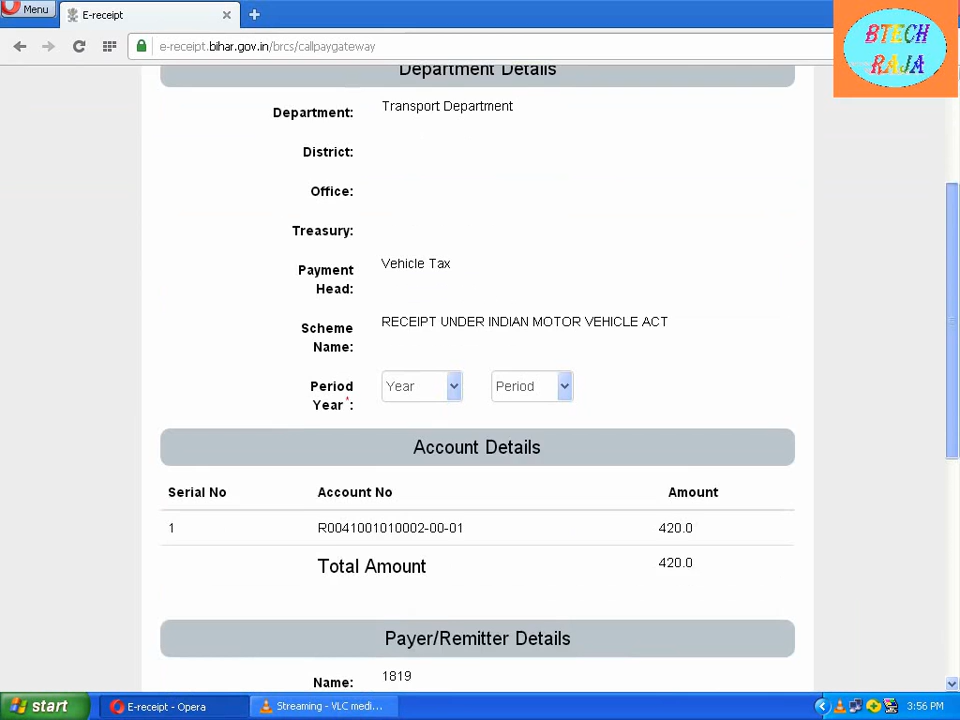 Menu
E-receipt
e-receipt.bihar.gov.in/brcs/callpaygateway
BTECH
RAJA
Department Details
Department: Transport Department
District:
Office:
Treasury:
Payment Head: Vehicle Tax
Scheme Name: RECEIPT UNDER INDIAN MOTOR VEHICLE ACT
Period Year *: Year Period
Account Details
Serial No Account No Amount
1 R0041001010002-00-01 420.0
Total Amount 420.0
Payer/Remitter Details
Name: 1819
start E-receipt - Opera Streaming - VLC medi... 3:56 PM